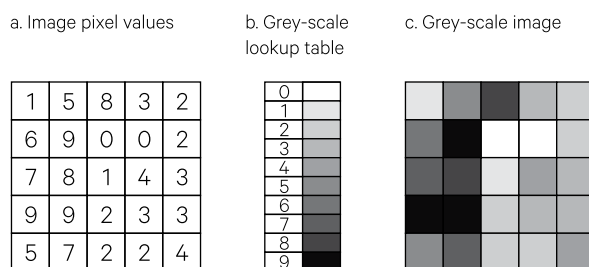 a. Image pixel values
b. Grey-scale
lookup table
c. Grey-scale image
1 5 8 3 2
6 9 0 0 2
7 8 1 4 3
9 9 2 3 3
5 7 2 2 4
0
1
2
3
4
5
6
7
8
9